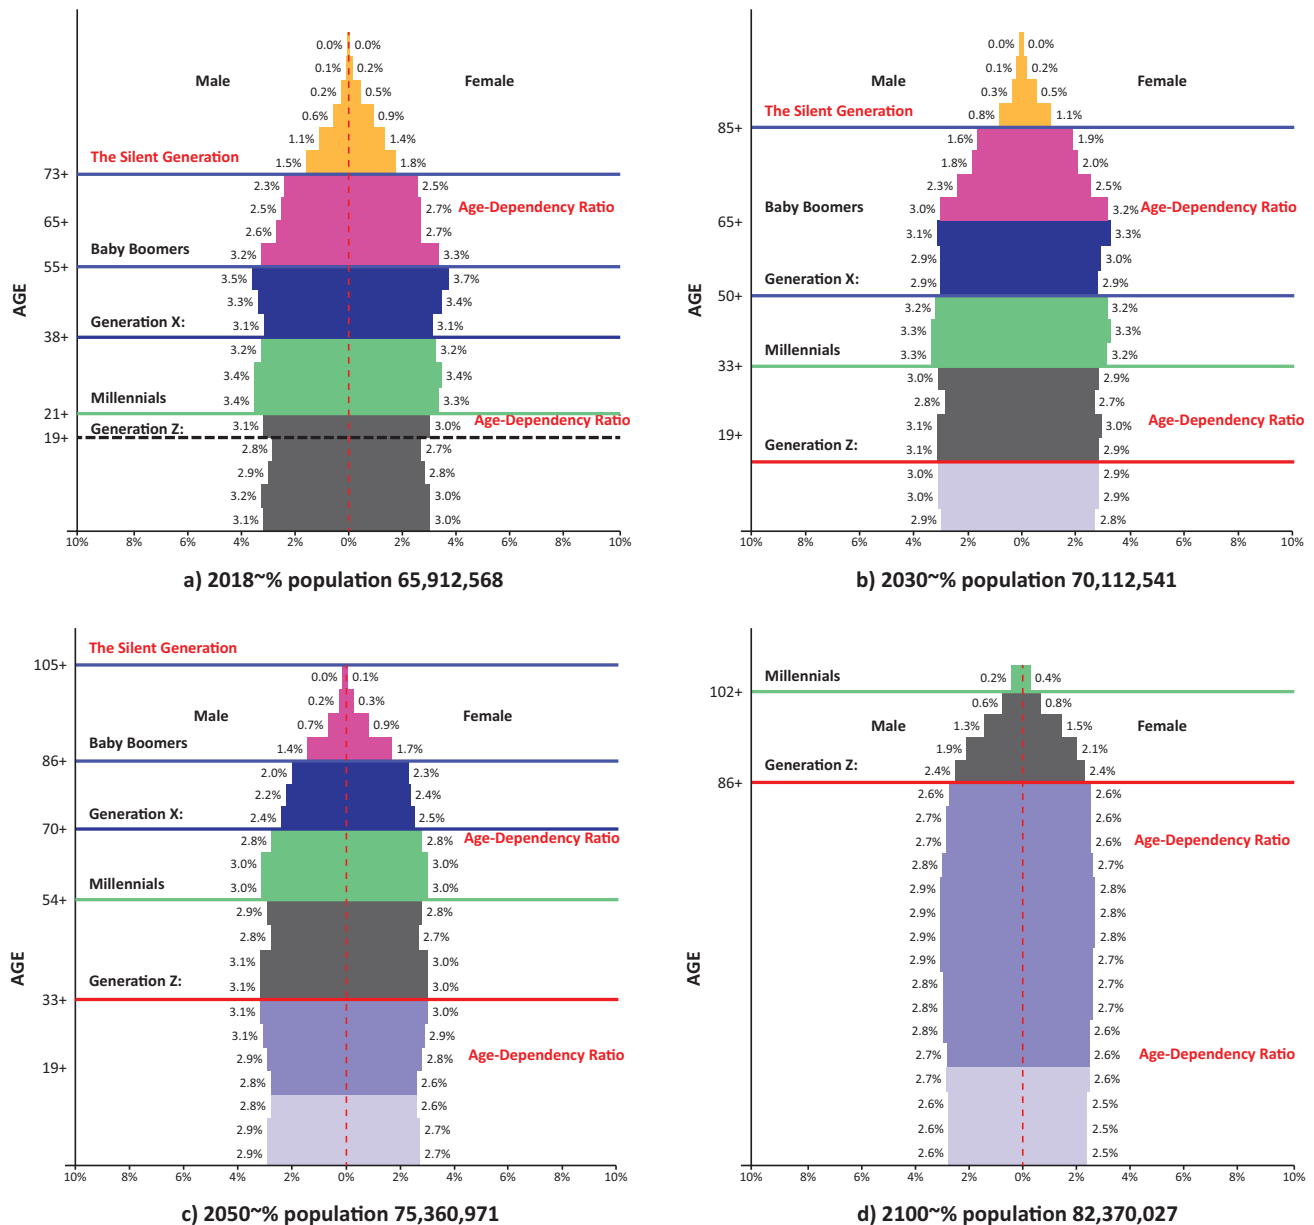 10%
0.0% 0.0%
0.1% 0.2%
Male 0.2% 0.5% Female
0.6% 0.9%
1.1% 1.4%
The Silent Generation 1.5% 1.8%
73+
2.3% 2.5%
2.5% 2.7% Age-Dependency Ratio
65+
2.6% 2.7%
Baby Boomers 3.2% 3.3%
55+
3.5% 3.7%
AGE
3.3% 3.4%
Generation X: 3.1% 3.1%
38+
3.2% 3.2%
3.4% 3.4%
Millennials 3.4% 3.3%
21+
Generation Z: 3.1% 3.0% Age-Dependency Ratio
19+
2.8% 2.7%
2.9% 2.8%
3.2% 3.0%
3.1% 3.0%
10%
10% 8% 6% 4% 2% 0% 2% 4% 6% 8% 10%
a) 2018~% population 65,912,568
10%
0.0% 0.0%
Male 0.1% 0.2% Female
0.3% 0.5%
The Silent Generation 0.8% 1.1%
85+
1.6% 1.9%
1.8% 2.0%
2.3% 2.5%
Baby Boomers 3.0% 3.2% Age-Dependency Ratio
65+
3.1% 3.3%
2.9% 3.0%
Generation X: 2.9% 2.9%
50+
AGE
3.2% 3.2%
3.3% 3.3%
Millennials 3.3% 3.2%
33+
3.0% 2.9%
2.8% 2.7%
3.1% 3.0% Age-Dependency Ratio
19+
Generation Z: 3.1% 2.9%
3.0% 2.9%
3.0% 2.9%
2.9% 2.8%
10%
10% 8% 6% 4% 2% 0% 2% 4% 6% 8% 10%
b) 2030~% population 70,112,541
The Silent Generation
105+
0.0% 0.1%
0.2% 0.3%
Male 0.7% 0.9% Female
Baby Boomers 1.4% 1.7%
86+
2.0% 2.3%
2.2% 2.4%
Generation X: 2.4% 2.5%
70+
2.8% 2.8% Age-Dependency Ratio
3.0% 3.0%
Millennials 3.0% 3.0%
54+
2.9% 2.8%
2.8% 2.7%
AGE
3.1% 3.0%
Generation Z: 3.1% 3.0%
33+
3.1% 3.0%
3.1% 2.9%
2.9% 2.8% Age-Dependency Ratio
19+
2.8% 2.6%
2.8% 2.6%
2.9% 2.7%
2.9% 2.7%
10%
10% 8% 6% 4% 2% 0% 2% 4% 6% 8% 10%
c) 2050~% population 75,360,971
Millennials 0.2% 0.4%
102+
0.6% 0.8%
Male 1.3% 1.5% Female
1.9% 2.1%
Generation Z: 2.4% 2.4%
86+
2.6% 2.6%
2.7% 2.6%
2.7% 2.6% Age-Dependency Ratio
2.8% 2.7%
2.9% 2.8%
2.9% 2.8%
2.9% 2.8%
AGE
2.9% 2.7%
2.8% 2.7%
2.8% 2.7%
2.8% 2.6%
2.7% 2.6% Age-Dependency Ratio
2.7% 2.6%
2.6% 2.5%
2.6% 2.5%
2.6% 2.5%
10%
10% 8% 6% 4% 2% 0% 2% 4% 6% 8% 10%
d) 2100~% population 82,370,027